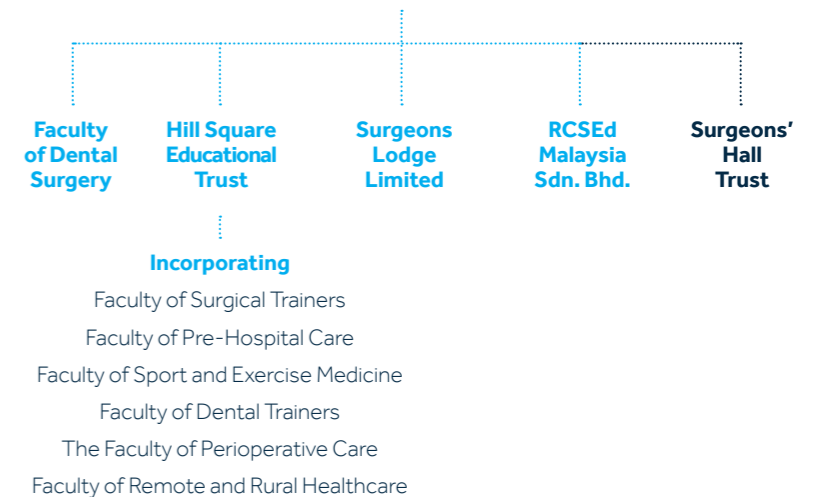 Faculty
of Dental
Surgery
Hill Square
Educational
Trust
Surgeons
Lodge
Limited
RCSEd
Malaysia
Sdn. Bhd.
Surgeons’
Hall
Trust
Incorporating
Faculty of Surgical Trainers
Faculty of Pre-Hospital Care
Faculty of Sport and Exercise Medicine
Faculty of Dental Trainers
The Faculty of Perioperative Care
Faculty of Remote and Rural Healthcare